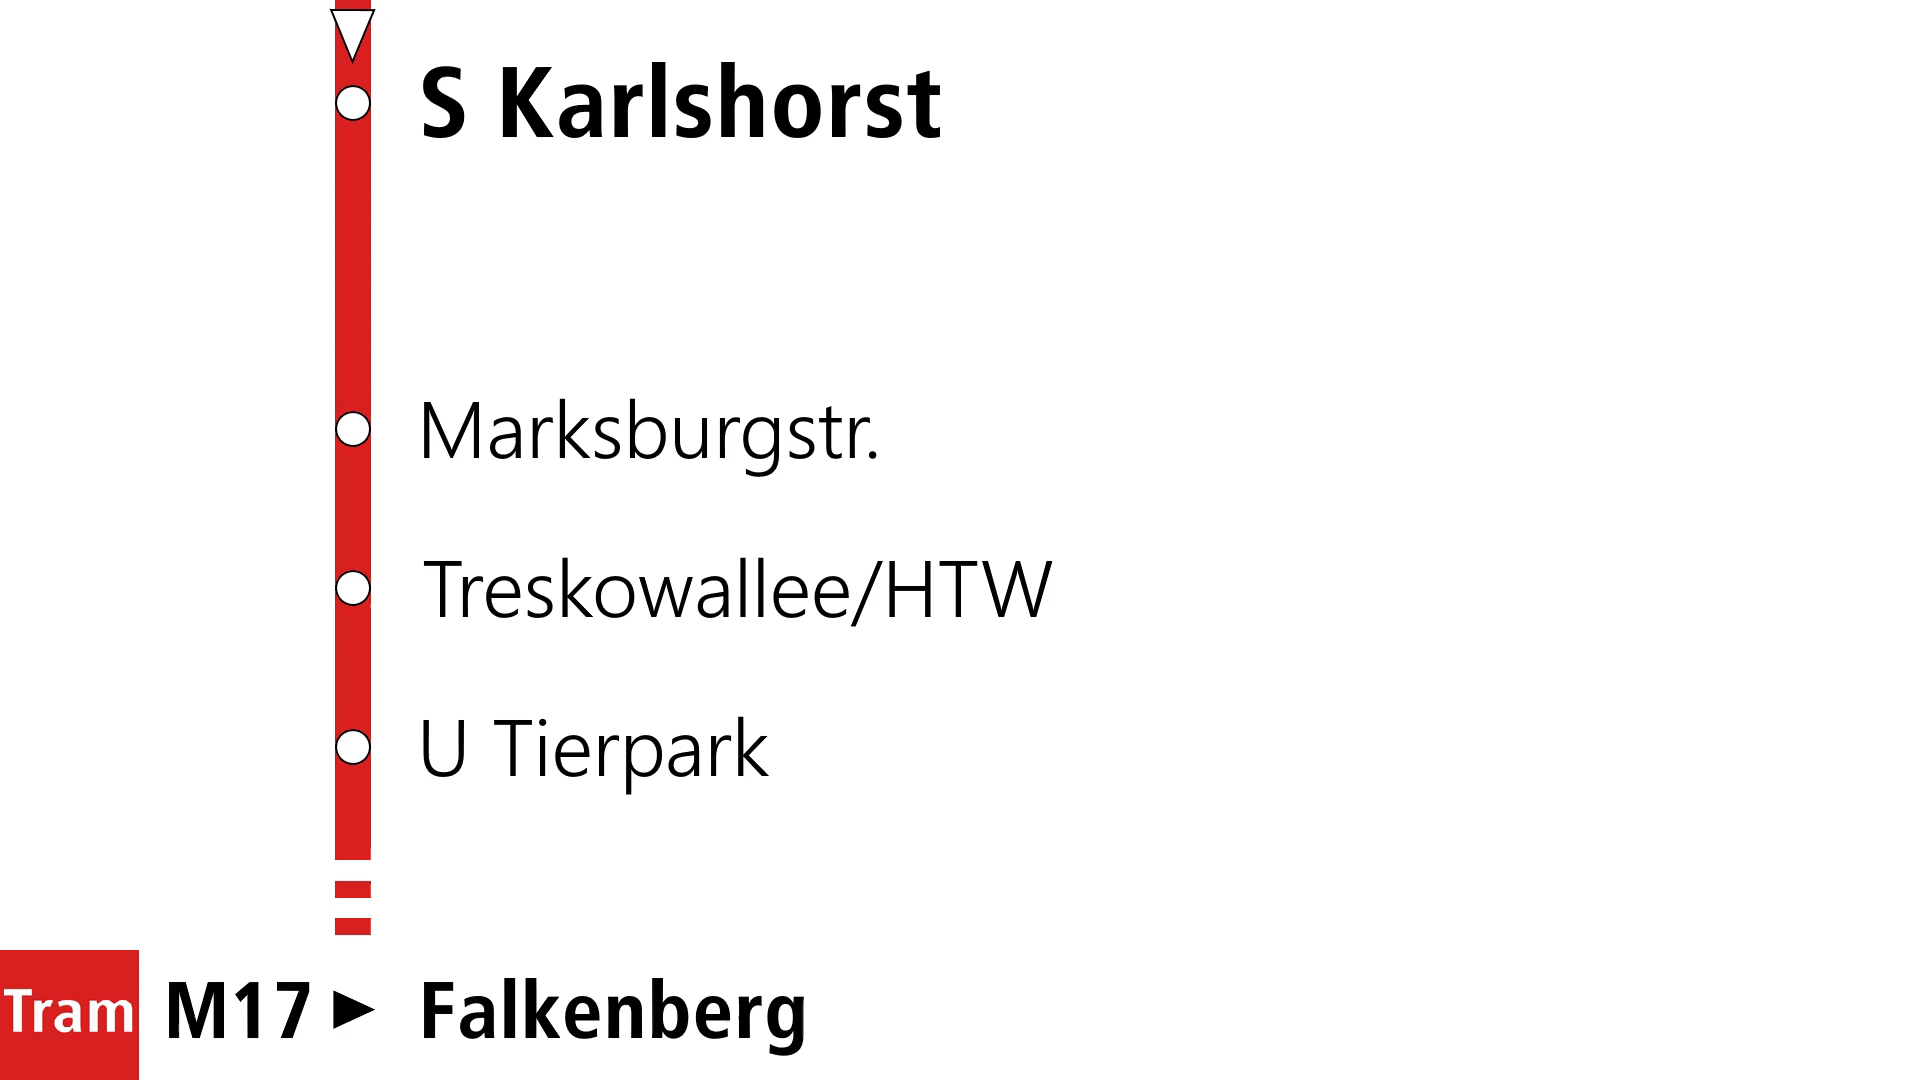 S Karlshorst
Marksburgstr.
Treskowallee/HTW
U Tierpark
Tram M17 ► Falkenberg